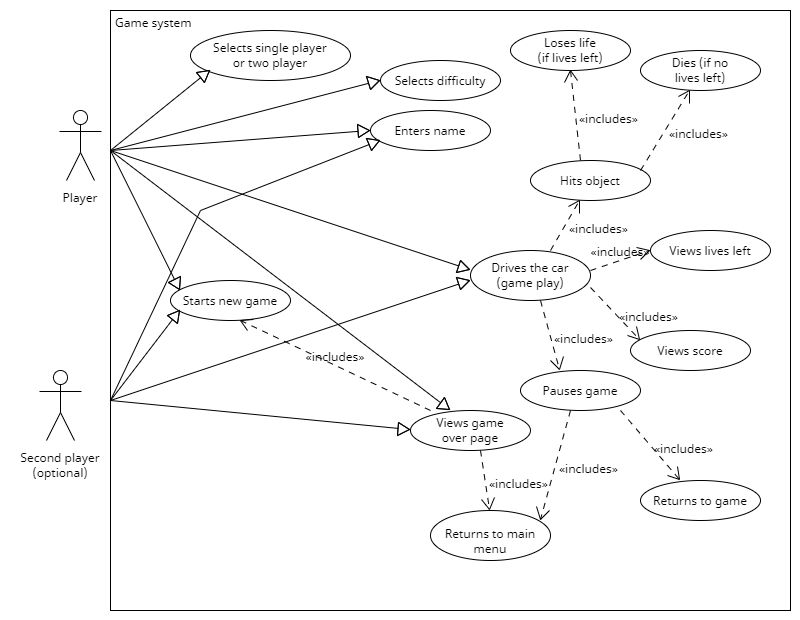 Game system
Selects single player
or two player
Loses life
(if lives left)
Dies (if no
lives left)
Selects difficulty
«includes»
«includes»
Enters name
Player
Hits object
«includes»
«includes»
Views lives left
Drives the car
(game play)
Starts new game
«includes»
«includes»
Views score
«includes»
Pauses game
Second player
(optional)
Views game
over page
«includes»
«includes»
«includes»
Returns to game
Returns to main
menu